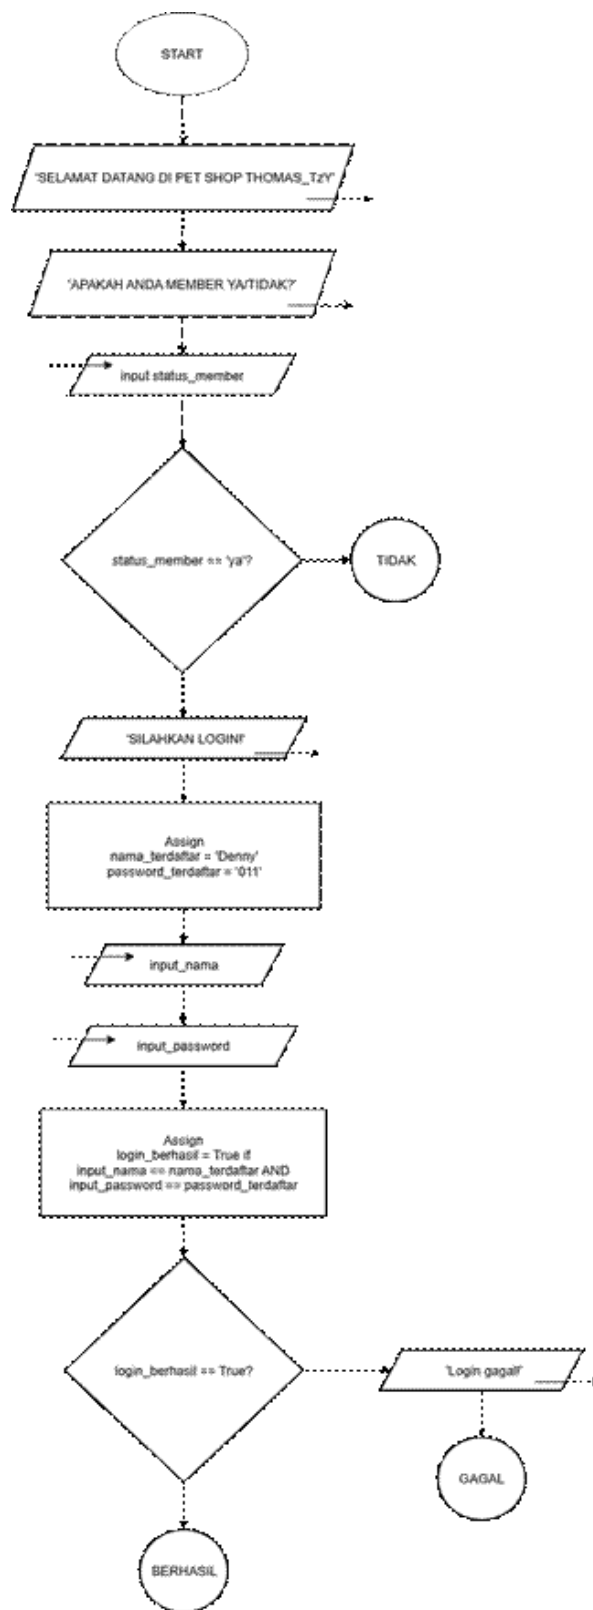 START
'SELAMAT DATANG DI PET SHOP THOMAS_TzY'
'APAKAH ANDA MEMBER YA/TIDAK?'
input status_member
status_member == 'ya'?
TIDAK
'SILAHKAN LOGIN!'
Assign
nama_terdaftar = 'Denny'
password_terdaftar = '011'
input_nama
input_password
Assign
login_berhasil = True if
input_nama == nama_terdaftar AND
input_password == password_terdaftar
login_berhasil == True?
'Login gagal!'
GAGAL
BERHASIL